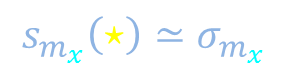 s_{m_x}(★) ≃ σ_{m_x}